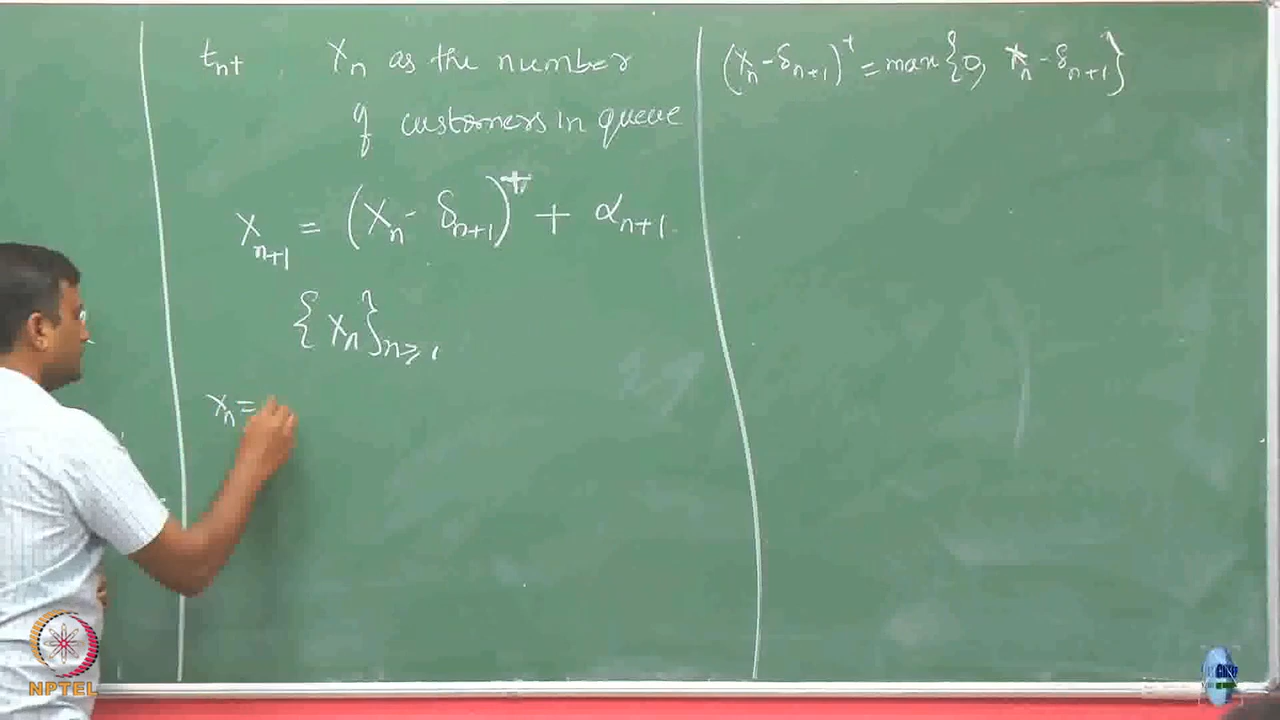 t_{n+} X_n as the number
of customers in queue
X_{n+1} = (X_n - δ_{n+1})^+ + α_{n+1}
{X_n}_{n≥1}
X_n =
(X_n - δ_{n+1})^+ = max{0, X_n - δ_{n+1}}
NPTEL